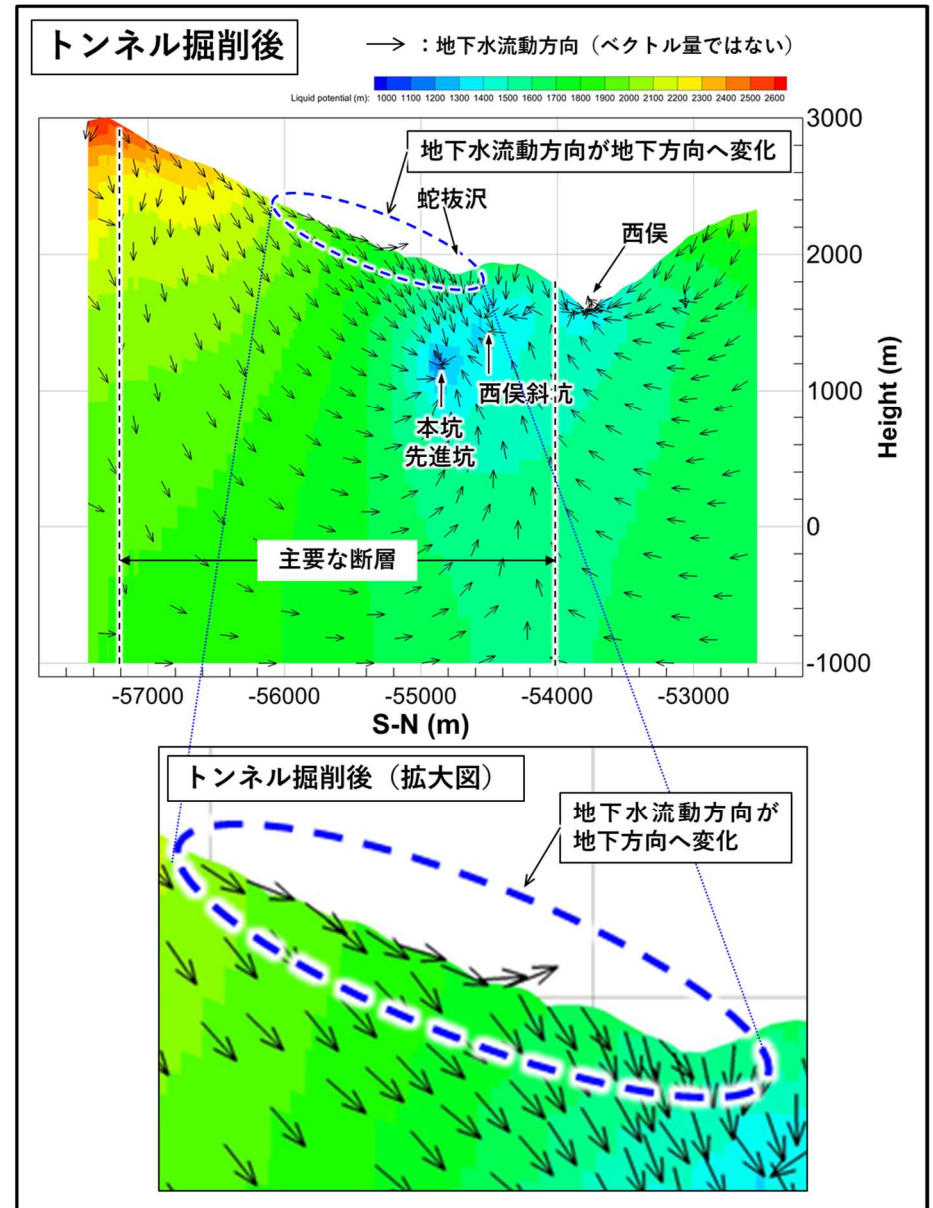 トンネル掘削後
→ :地下水流動方向(ベクトル量ではない)
Liquid potential (m): 1000 1100 1200 1300 1400 1500 1600 1700 1800 1900 2000 2100 2200 2300 2400 2500 2600
3000
地下水流動方向が地下方向へ変化
蛇抜沢
西俣
2000
西俣斜坑
1000
本坑
先進坑
Height (m)
0
主要な断層
-1000
-57000 -56000 -55000 -54000 -53000
S-N (m)
トンネル掘削後(拡大図)
地下水流動方向が
地下方向へ変化